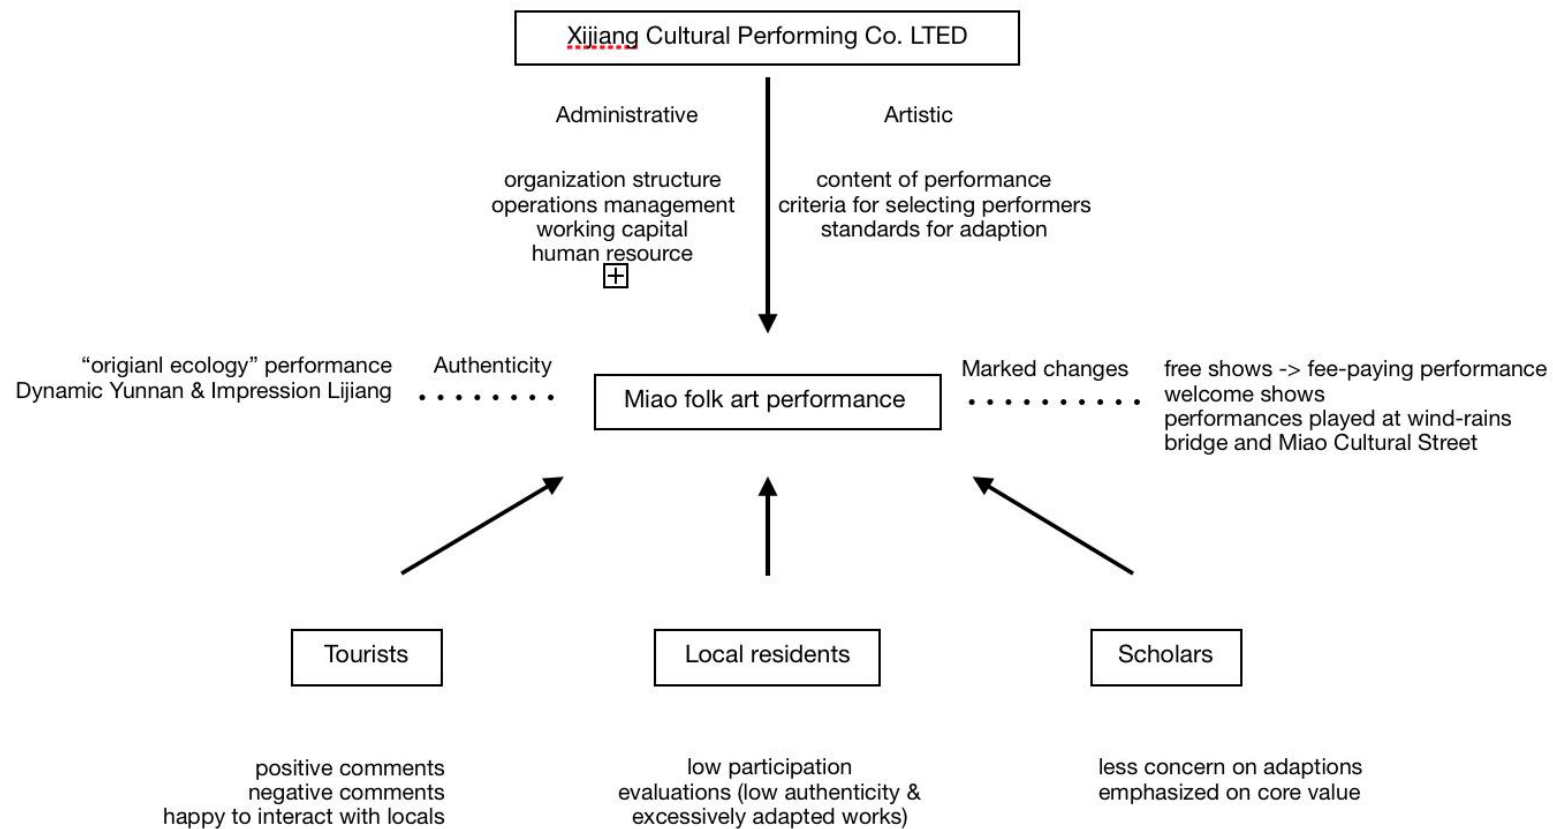 Xijiang Cultural Performing Co. LTED
Administrative
Artistic
organization structure
operations management
working capital
human resource
content of performance
criteria for selecting performers
standards for adaption
“origianl ecology” performance
Dynamic Yunnan & Impression Lijiang
Authenticity
Miao folk art performance
Marked changes
free shows -> fee-paying performance
welcome shows
performances played at wind-rains
bridge and Miao Cultural Street
Tourists
Local residents
Scholars
positive comments
negative comments
happy to interact with locals
low participation
evaluations (low authenticity &
excessively adapted works)
less concern on adaptions
emphasized on core value